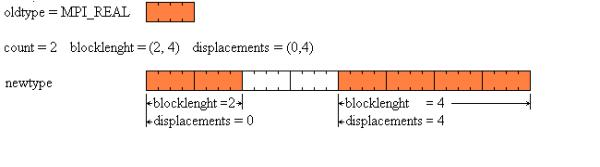 oldtype = MPI_REAL
count = 2 blocklenght = (2, 4) displacements = (0,4)
newtype
blocklenght =2 blocklenght = 4
displacements = 0 displacements = 4